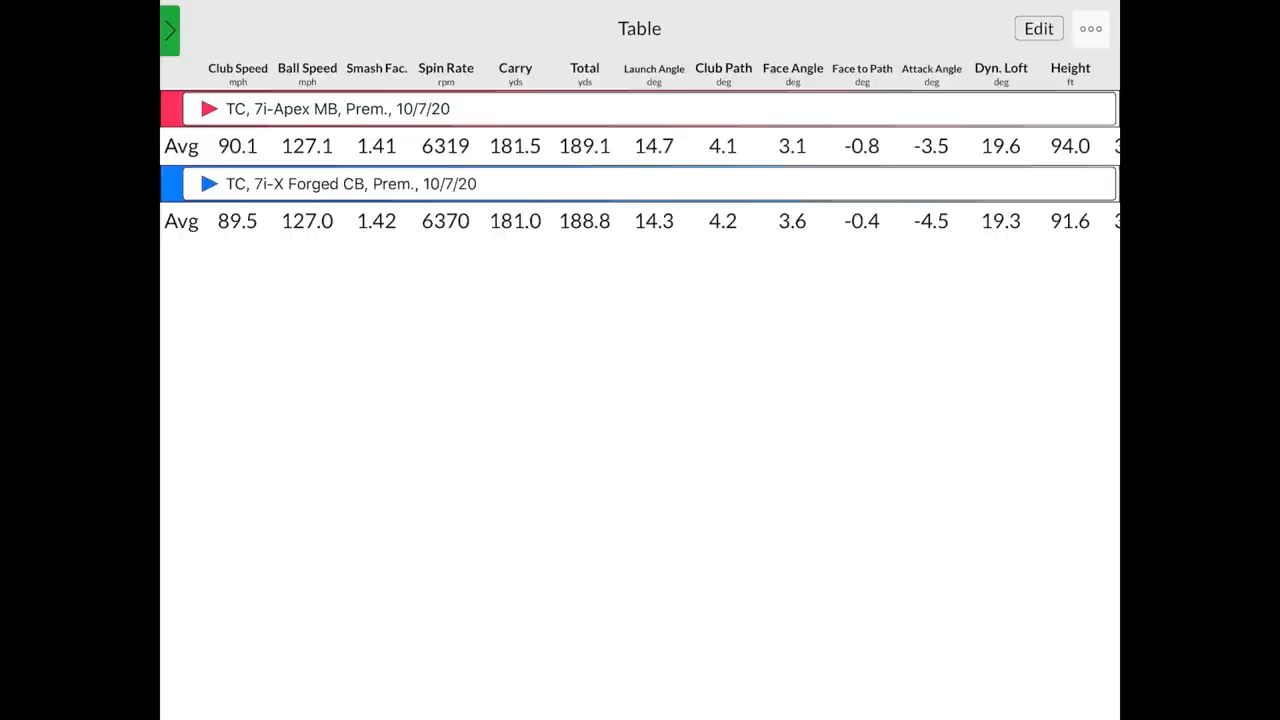 Table
Edit
Club Speed Ball Speed Smash Fac. Spin Rate Carry Total Launch Angle Club Path Face Angle Face to Path Attack Angle Dyn. Loft Height
mph mph rpm yds yds deg deg deg deg deg deg ft
TC, 7i-Apex MB, Prem., 10/7/20
Avg 90.1 127.1 1.41 6319 181.5 189.1 14.7 4.1 3.1 -0.8 -3.5 19.6 94.0
TC, 7i-X Forged CB, Prem., 10/7/20
Avg 89.5 127.0 1.42 6370 181.0 188.8 14.3 4.2 3.6 -0.4 -4.5 19.3 91.6